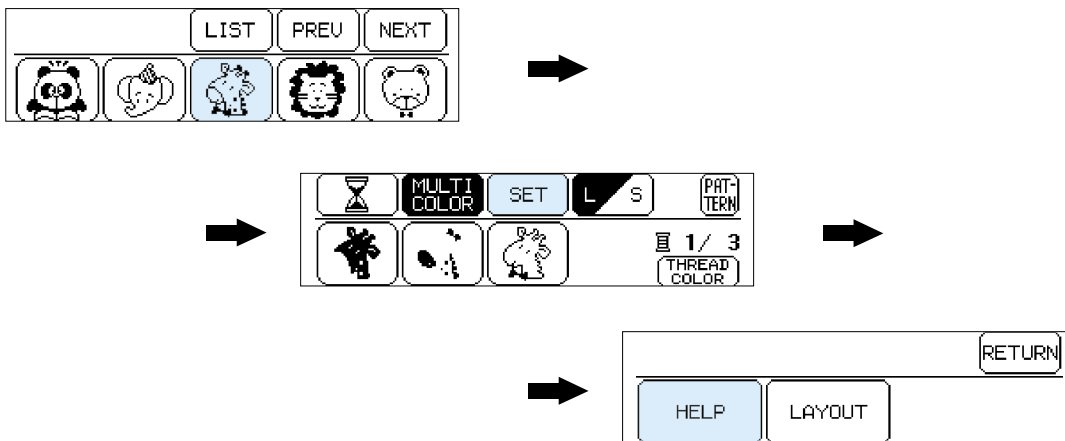 LIST PREV NEXT
MULTI
COLOR SET L S PAT-
TERN
1/ 3
THREAD
COLOR
RETURN
HELP LAYOUT